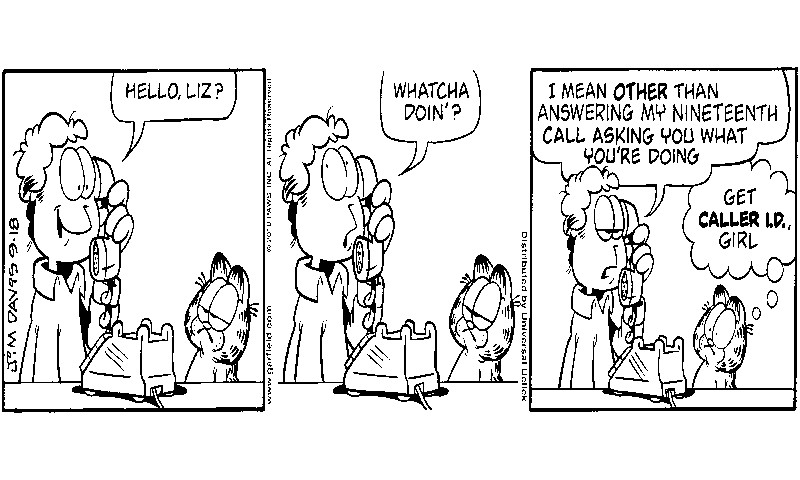 HELLO, LIZ?
JIM DAVIS 9-18
WHATCHA
DOIN'?
www.garfield.com
I MEAN OTHER THAN
ANSWERING MY NINETEENTH
CALL ASKING YOU WHAT
YOU'RE DOING
GET
CALLER I.D.,
GIRL
Distributed by Universal Uclick